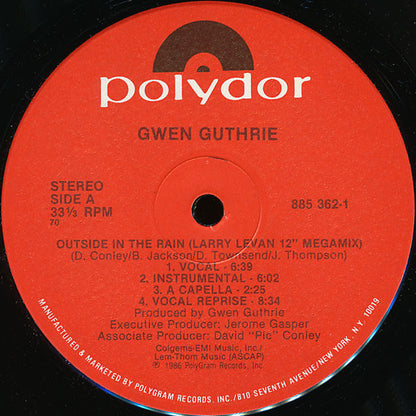 polydor
GWEN GUTHRIE
STEREO
SIDE A
33⅓ RPM
70
885 362-1
OUTSIDE IN THE RAIN (LARRY LEVAN 12" MEGAMIX)
(D. Conley/B. Jackson/D. Townsend/J. Thompson)
1. VOCAL - 6:39
2. INSTRUMENTAL - 6:02
3. A CAPELLA - 2:25
4. VOCAL REPRISE - 8:34
Produced by Gwen Guthrie
Executive Producer: Jerome Gasper
Associate Producer: David "Pic" Conley
Colgems-EMI Music, Inc./
Lem-Thom Music (ASCAP)
℗ 1986 PolyGram Records, Inc.
MANUFACTURED & MARKETED BY POLYGRAM RECORDS, INC./810 SEVENTH AVENUE/NEW YORK, N.Y. 10019